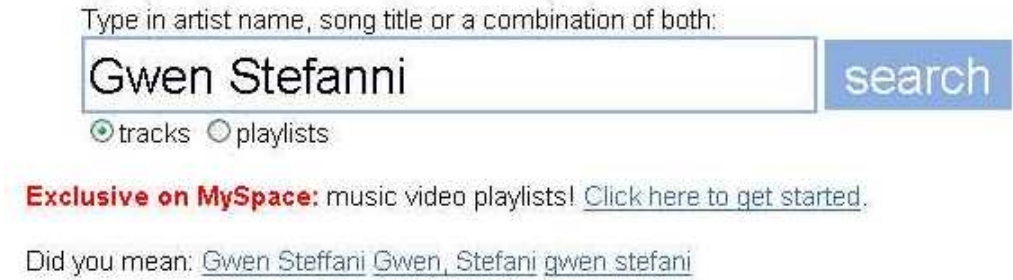 Type in artist name, song title or a combination of both:
Gwen Stefanni search
tracks playlists
Exclusive on MySpace: music video playlists! Click here to get started.
Did you mean: Gwen Steffani Gwen, Stefani gwen stefani